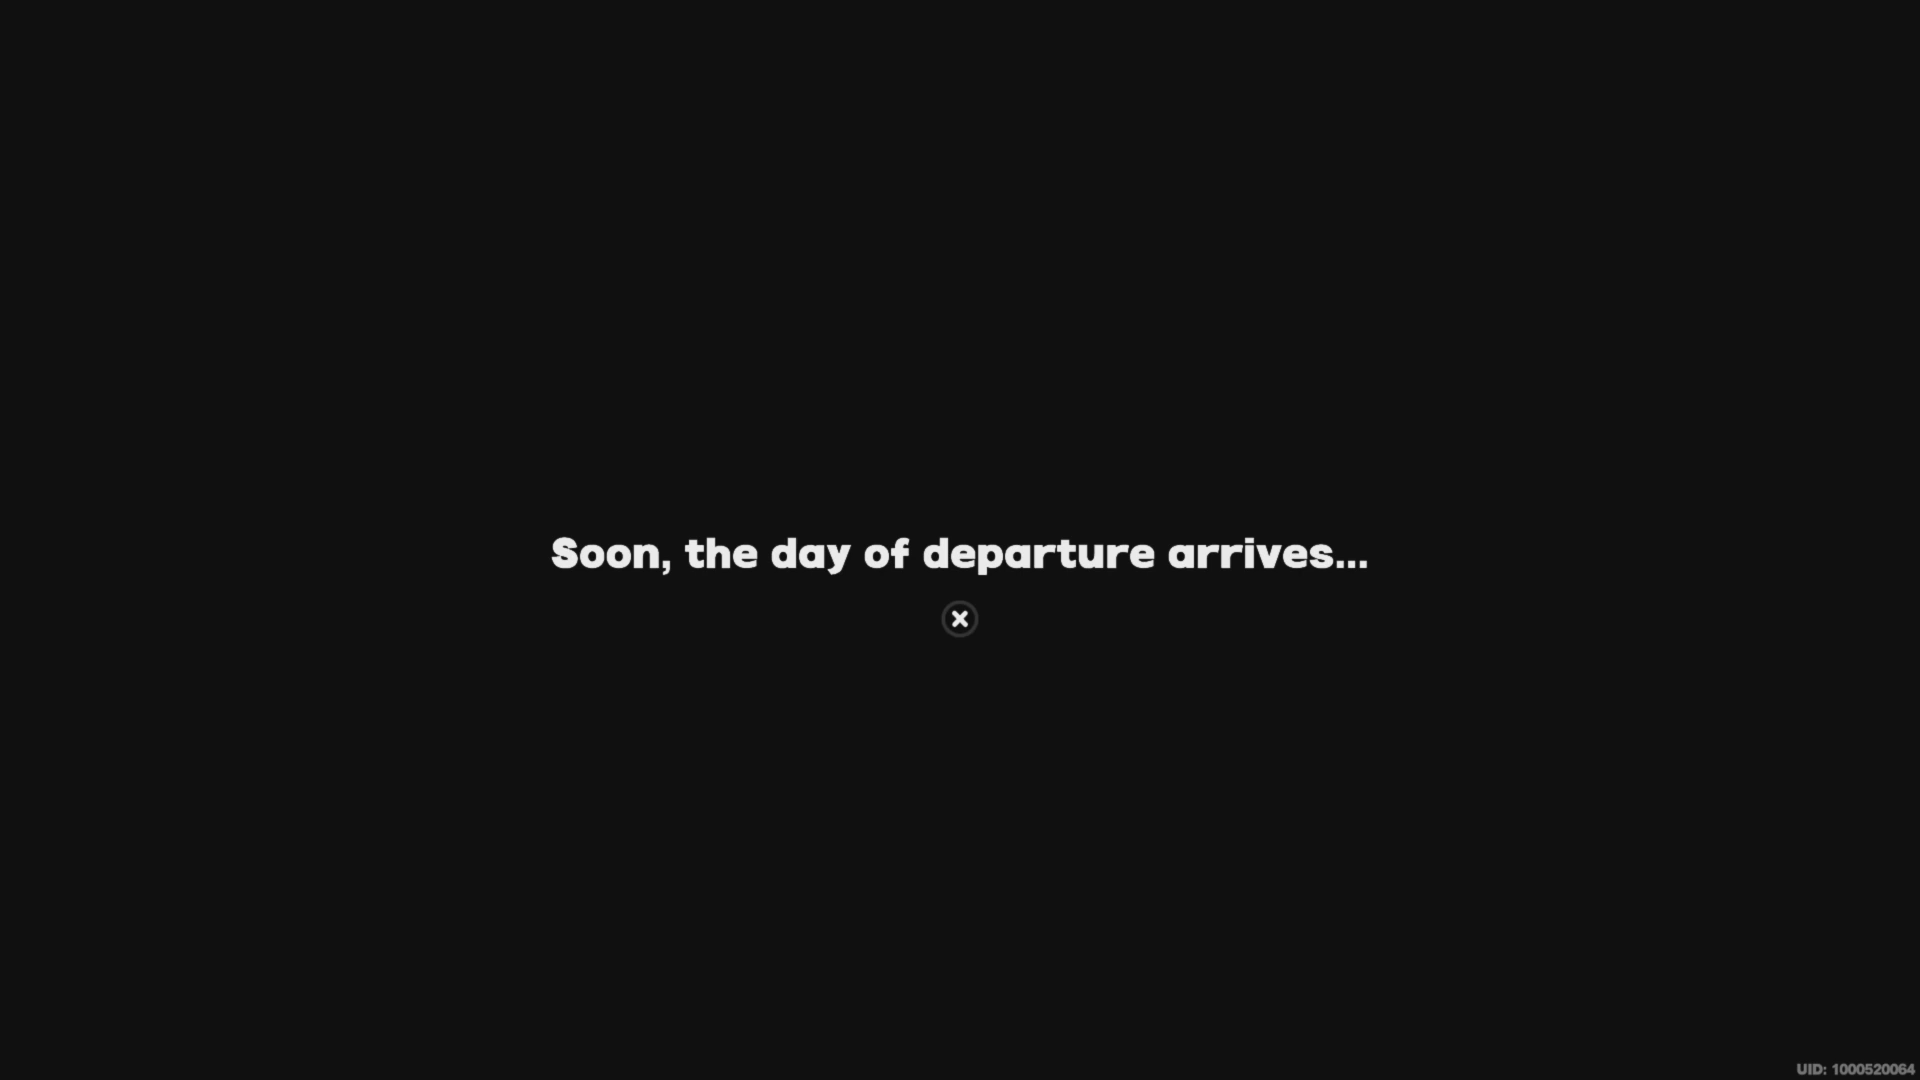 Soon, the day of departure arrives...
UID: 1000520064